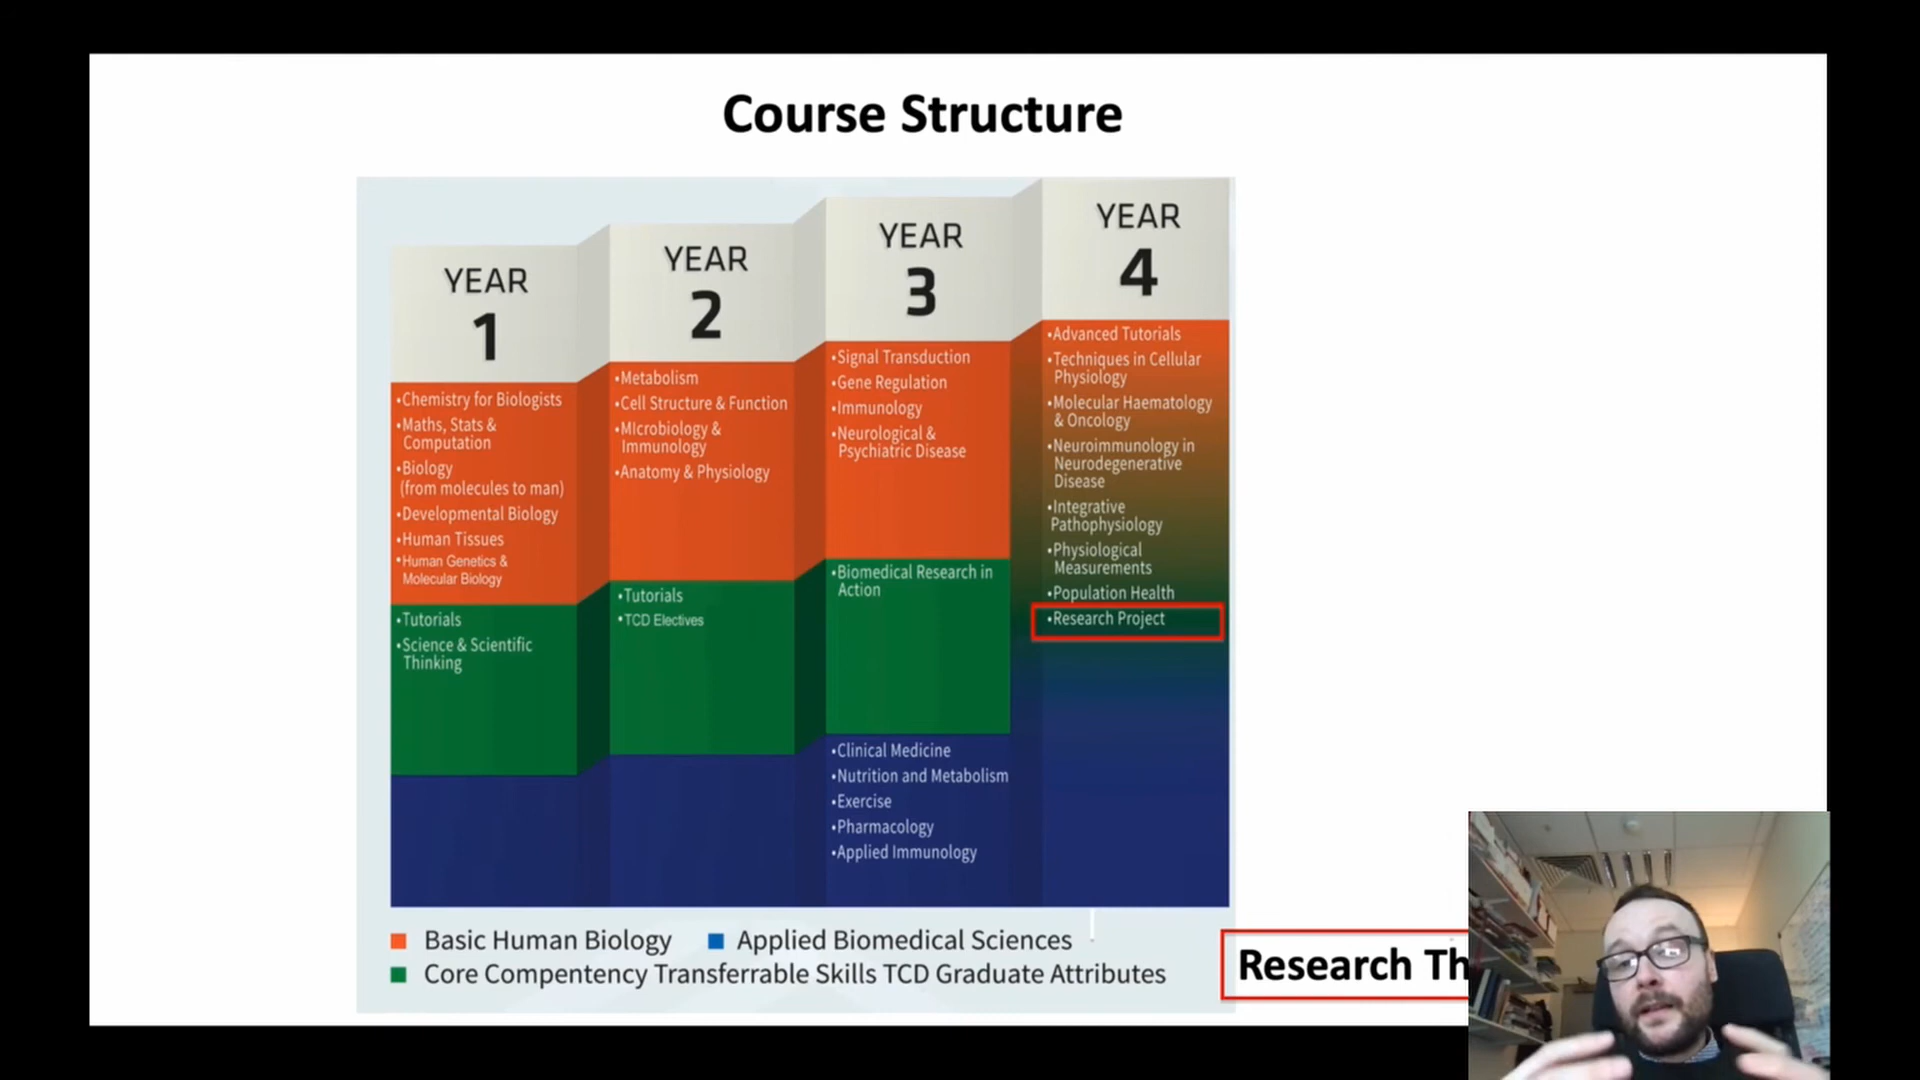 Course Structure
YEAR
1
•Chemistry for Biologists
•Maths, Stats &
Computation
•Biology
(from molecules to man)
•Developmental Biology
•Human Tissues
•Human Genetics &
Molecular Biology
•Tutorials
•Science & Scientific
Thinking
YEAR
2
•Metabolism
•Cell Structure & Function
•MIcrobiology &
Immunology
•Anatomy & Physiology
•Tutorials
•TCD Electives
YEAR
3
•Signal Transduction
•Gene Regulation
•Immunology
•Neurological &
Psychiatric Disease
•Biomedical Research in
Action
•Clinical Medicine
•Nutrition and Metabolism
•Exercise
•Pharmacology
•Applied Immunology
YEAR
4
•Advanced Tutorials
•Techniques in Cellular
Physiology
•Molecular Haematology
& Oncology
•Neuroimmunology in
Neurodegenerative
Disease
•Integrative
Pathophysiology
•Physiological
Measurements
•Population Health
•Research Project
Basic Human Biology
Applied Biomedical Sciences
Core Compentency Transferrable Skills TCD Graduate Attributes
Research